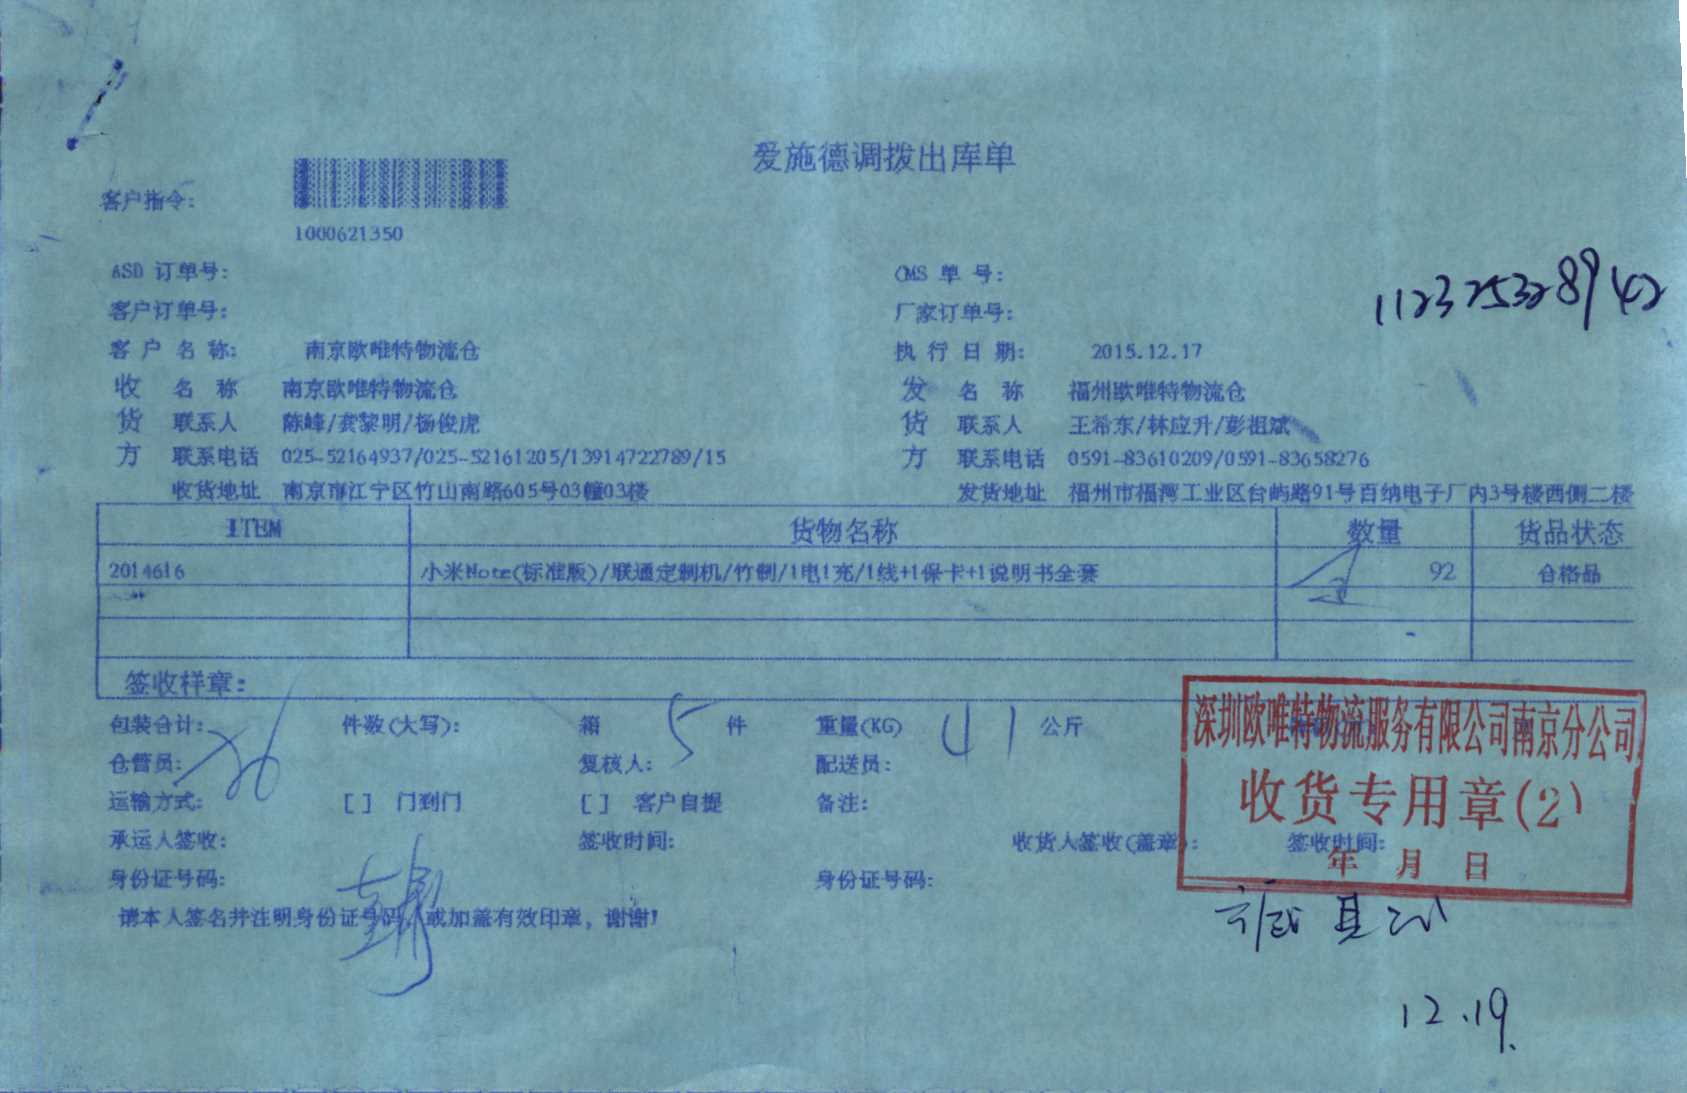 爱施德调拨出库单
客户指令:
1000621350
ASD 订单号: CMS 单 号:
112325328942
客户订单号: 厂家订单号:
客 户 名 称: 南京欧唯特物流仓 执 行 日 期: 2015.12.17
收 名 称 南京欧唯特物流仓 发 名 称 福州欧唯特物流仓
货 联系人 陈峰/龚黎明/杨俊虎 货 联系人 王希东/林应升/彭祖斌
方 联系电话 025-52164937/025-52161205/13914722789/15 方 联系电话 0591-83610209/0591-83658276
收货地址 南京市江宁区竹山南路605号03幢03楼 发货地址 福州市福湾工业区台屿路91号百纳电子厂内3号楼西侧二楼
ITEM 货物名称 数量 货品状态
2014616 小米Note(标准版)/联通定制机/竹制/1电1充/1线+1保卡+1说明书全套 92 合格品
签收样章:
包装合计: 件数(大写): 箱 5 件 重量(KG) 41 公斤
深圳欧唯特物流服务有限公司南京分公司
仓管员: 复核人: 配送员:
收货专用章(2)
运输方式: [ ] 门到门 [ ] 客户自提 备注:
承运人签收: 签收时间: 收货人签收(盖章): 签收时间:
年 月 日
身份证号码: 身份证号码:
请本人签名并注明身份证号码,或加盖有效印章,谢谢!
12.19.